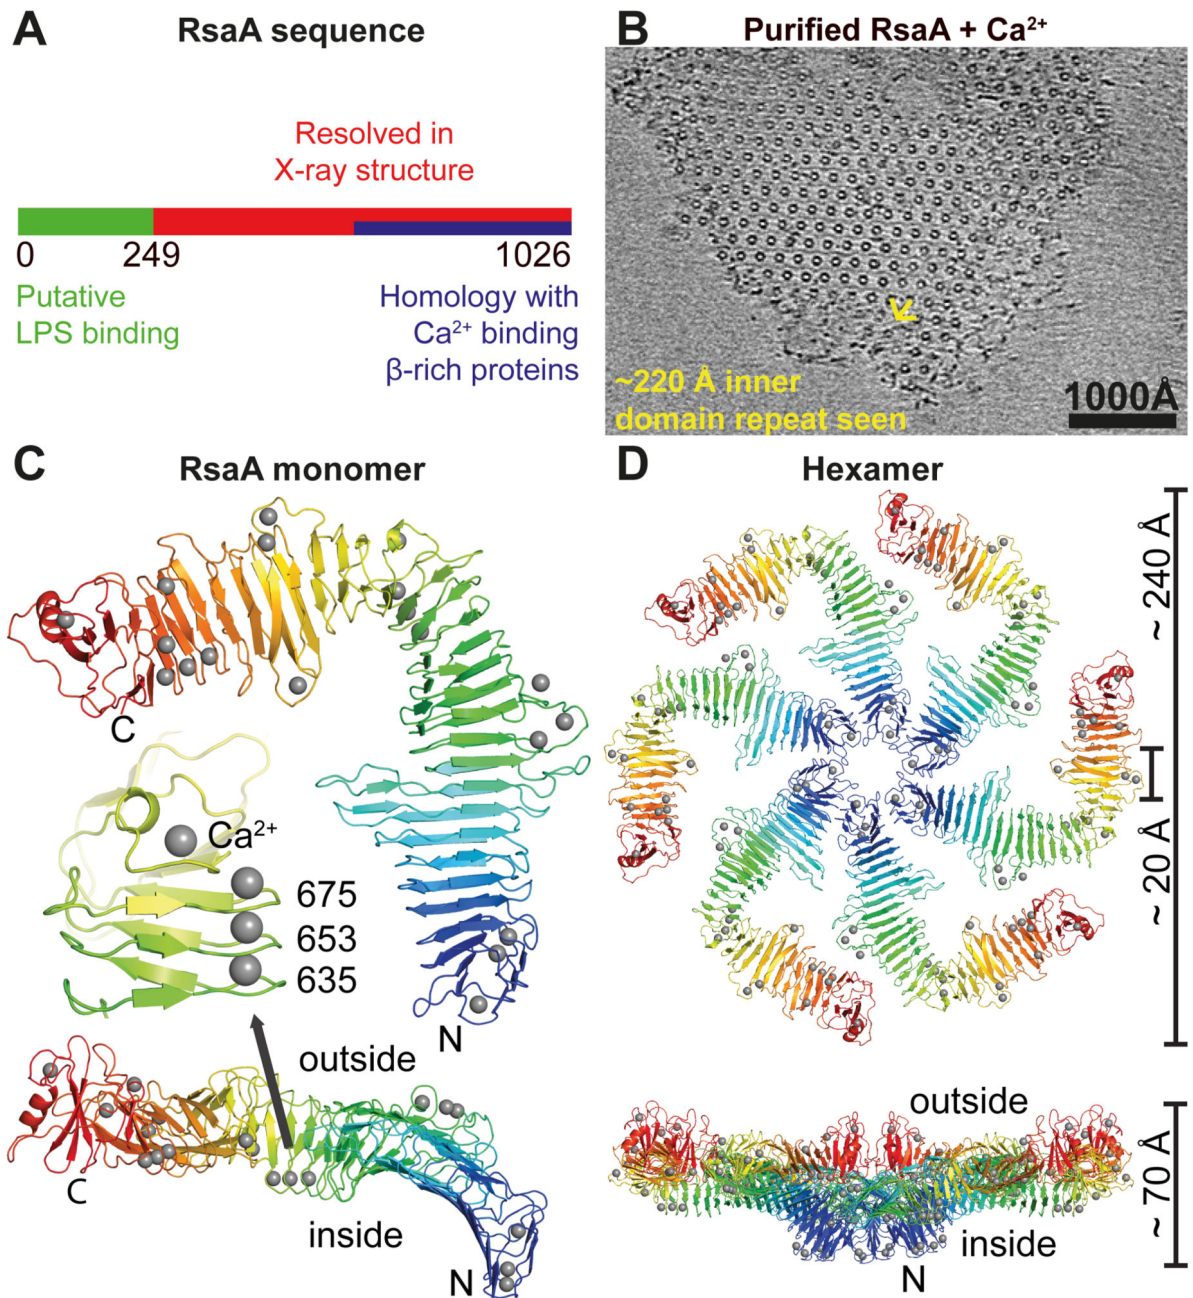 A
RsaA sequence
Resolved in
X-ray structure
0
249
1026
Putative
LPS binding
Homology with
Ca²⁺ binding
β-rich proteins
B
Purified RsaA + Ca²⁺
~220 Å inner
domain repeat seen
1000Å
C
RsaA monomer
C
Ca²⁺
675
653
635
N
outside
C
inside
N
D
Hexamer
~ 240 Å
~ 20 Å
outside
~ 70 Å
inside
N